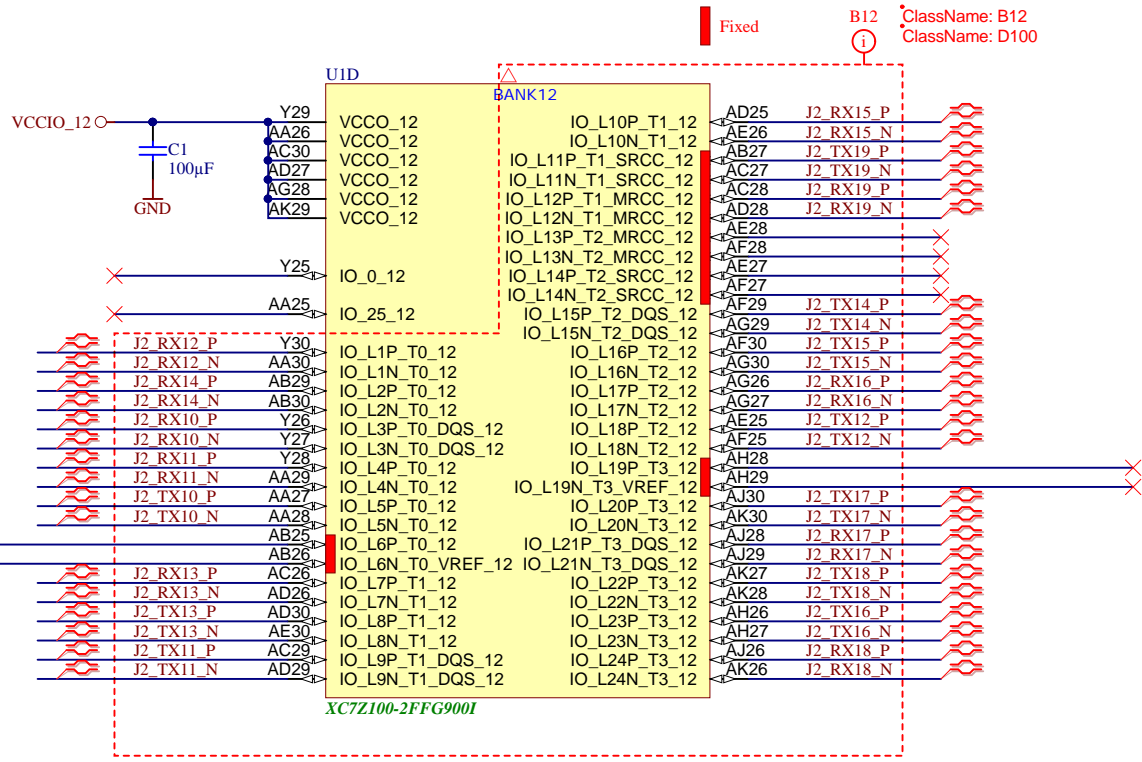 Fixed
B12
i
ClassName: B12
ClassName: D100
U1D
BANK12
VCCIO_12
C1
100µF
GND
Y29 VCCO_12
AA26 VCCO_12
AC30 VCCO_12
AD27 VCCO_12
AG28 VCCO_12
AK29 VCCO_12
Y25 IO_0_12
AA25 IO_25_12
J2_RX12_P Y30 IO_L1P_T0_12
J2_RX12_N AA30 IO_L1N_T0_12
J2_RX14_P AB29 IO_L2P_T0_12
J2_RX14_N AB30 IO_L2N_T0_12
J2_RX10_P Y26 IO_L3P_T0_DQS_12
J2_RX10_N Y27 IO_L3N_T0_DQS_12
J2_RX11_P Y28 IO_L4P_T0_12
J2_RX11_N AA29 IO_L4N_T0_12
J2_TX10_P AA27 IO_L5P_T0_12
J2_TX10_N AA28 IO_L5N_T0_12
AB25 IO_L6P_T0_12
AB26 IO_L6N_T0_VREF_12
J2_RX13_P AC26 IO_L7P_T1_12
J2_RX13_N AD26 IO_L7N_T1_12
J2_TX13_P AD30 IO_L8P_T1_12
J2_TX13_N AE30 IO_L8N_T1_12
J2_TX11_P AC29 IO_L9P_T1_DQS_12
J2_TX11_N AD29 IO_L9N_T1_DQS_12
IO_L10P_T1_12 AD25 J2_RX15_P
IO_L10N_T1_12 AE26 J2_RX15_N
IO_L11P_T1_SRCC_12 AB27 J2_TX19_P
IO_L11N_T1_SRCC_12 AC27 J2_TX19_N
IO_L12P_T1_MRCC_12 AC28 J2_RX19_P
IO_L12N_T1_MRCC_12 AD28 J2_RX19_N
IO_L13P_T2_MRCC_12 AE28
IO_L13N_T2_MRCC_12 AF28
IO_L14P_T2_SRCC_12 AE27
IO_L14N_T2_SRCC_12 AF27
IO_L15P_T2_DQS_12 AF29 J2_TX14_P
IO_L15N_T2_DQS_12 AG29 J2_TX14_N
IO_L16P_T2_12 AF30 J2_TX15_P
IO_L16N_T2_12 AG30 J2_TX15_N
IO_L17P_T2_12 AG26 J2_RX16_P
IO_L17N_T2_12 AG27 J2_RX16_N
IO_L18P_T2_12 AE25 J2_TX12_P
IO_L18N_T2_12 AF25 J2_TX12_N
IO_L19P_T3_12 AH28
IO_L19N_T3_VREF_12 AH29
IO_L20P_T3_12 AJ30 J2_TX17_P
IO_L20N_T3_12 AK30 J2_TX17_N
IO_L21P_T3_DQS_12 AJ28 J2_RX17_P
IO_L21N_T3_DQS_12 AJ29 J2_RX17_N
IO_L22P_T3_12 AK27 J2_TX18_P
IO_L22N_T3_12 AK28 J2_TX18_N
IO_L23P_T3_12 AH26 J2_TX16_P
IO_L23N_T3_12 AH27 J2_TX16_N
IO_L24P_T3_12 AJ26 J2_RX18_P
IO_L24N_T3_12 AK26 J2_RX18_N
XC7Z100-2FFG900I